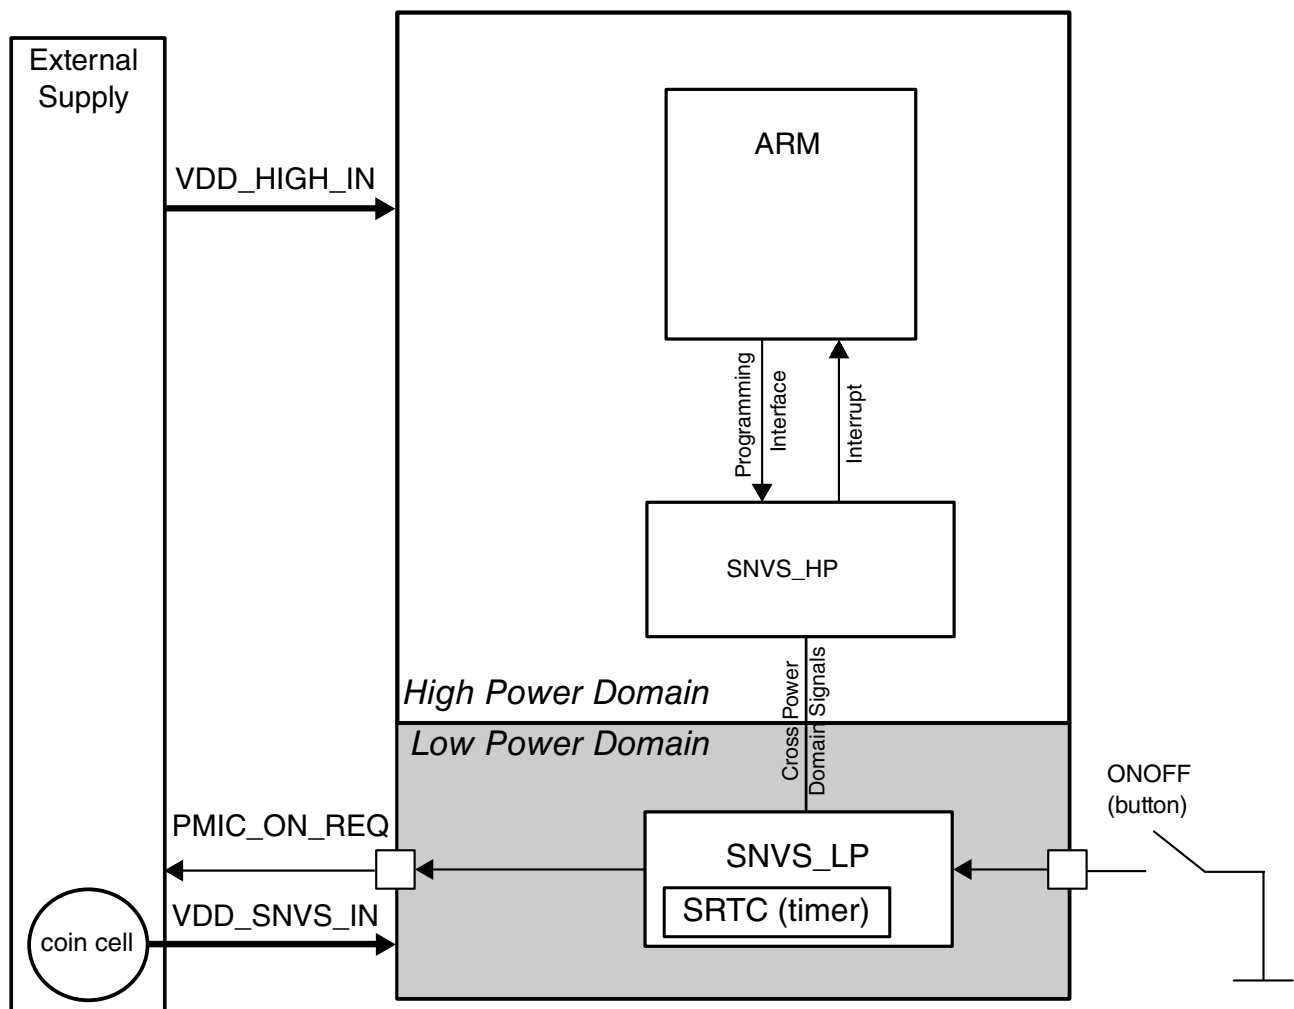 External
Supply
VDD_HIGH_IN
ARM
Programming
Interface
Interrupt
SNVS_HP
Cross Power
Domain Signals
High Power Domain
Low Power Domain
ONOFF
(button)
PMIC_ON_REQ
SNVS_LP
SRTC (timer)
VDD_SNVS_IN
coin cell